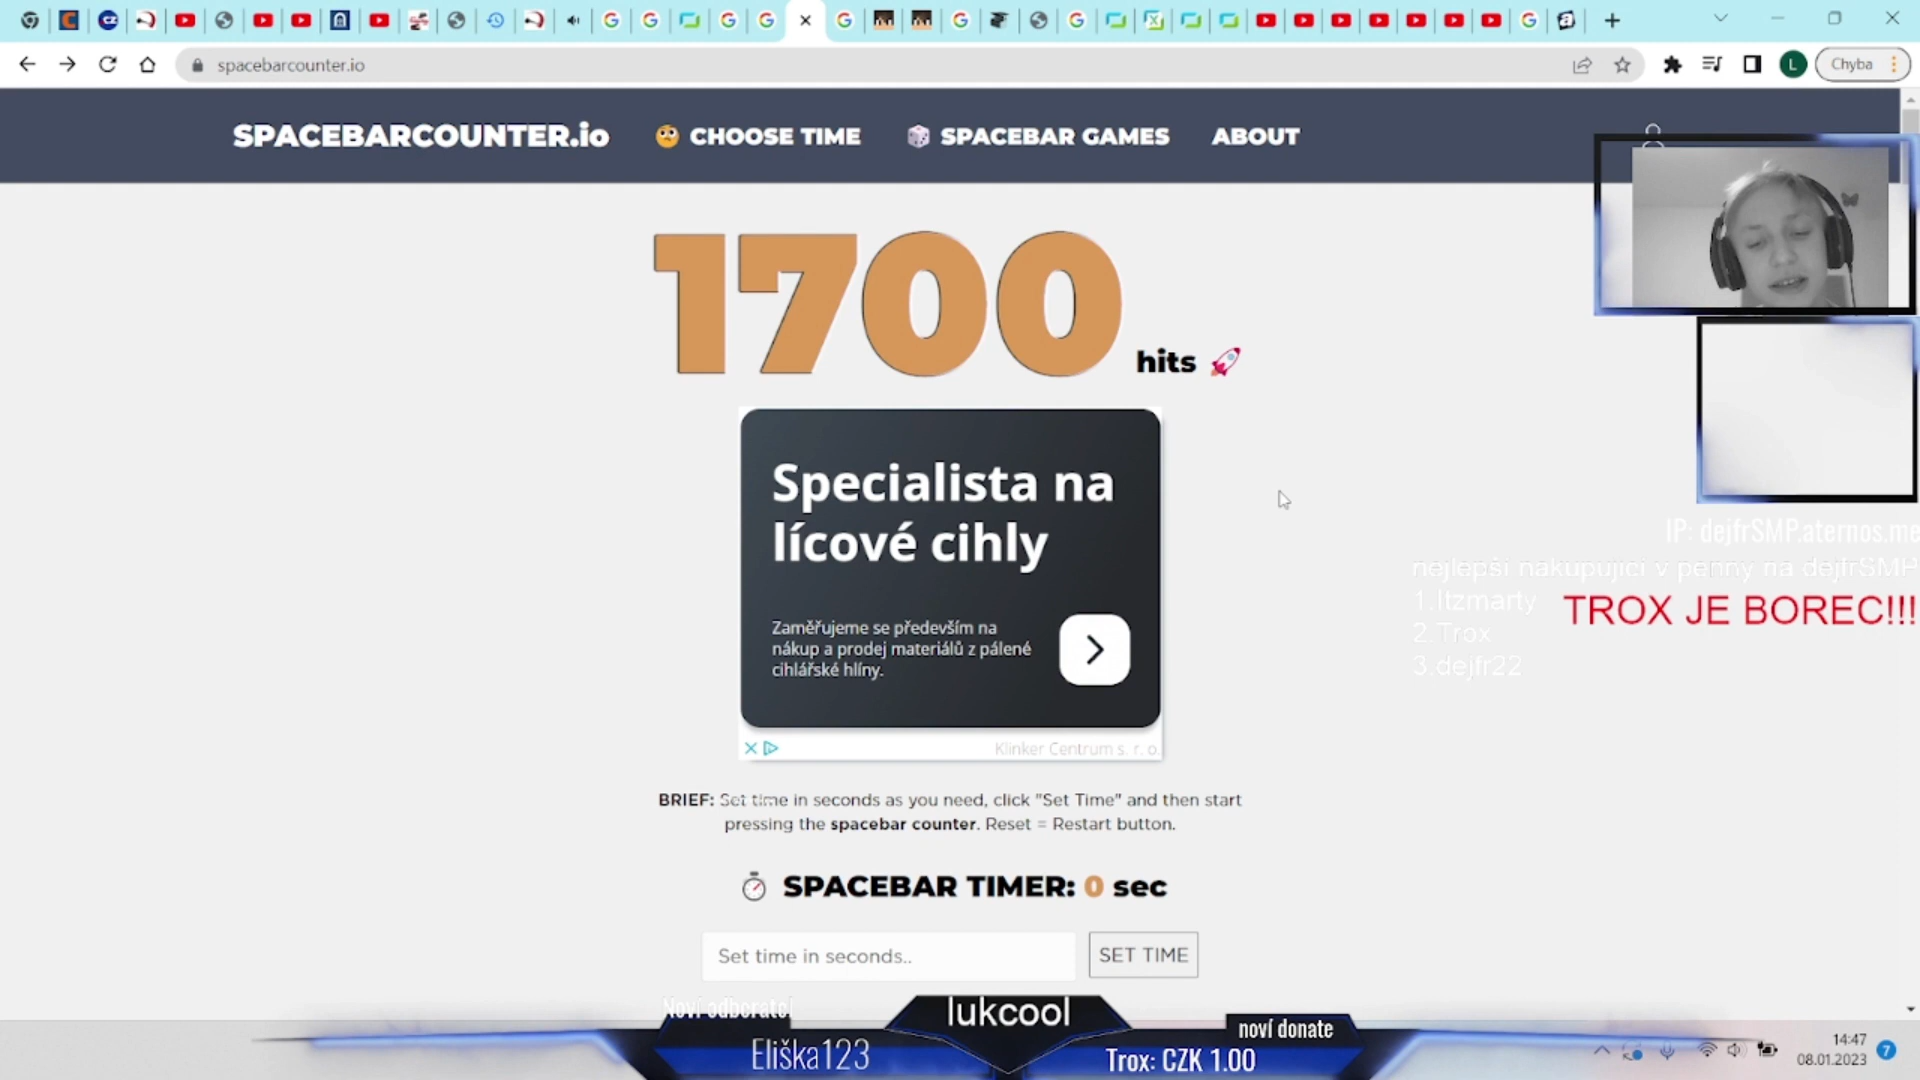 spacebarcounter.io
L
Chyba
SPACEBARCOUNTER.io
CHOOSE TIME
SPACEBAR GAMES
ABOUT
1700
hits
Specialista na
lícové cihly
Zaměřujeme se především na
nákup a prodej materiálů z pálené
cihlářské hlíny.
Klinker Centrum s. r. o.
IP: dejfrSMP.aternos.me
nejlepší nakupující v penny na dejfrSMP
1.Itzmarty
TROX JE BOREC!!!
2.Trox
3.dejfr22
BRIEF: Set time in seconds as you need, click "Set Time" and then start
pressing the spacebar counter. Reset = Restart button.
SPACEBAR TIMER: 0 sec
Set time in seconds..
SET TIME
Noví odběratel
lukcool
noví donate
Eliška123
Trox: CZK 1.00
14:47
08.01.2023
7